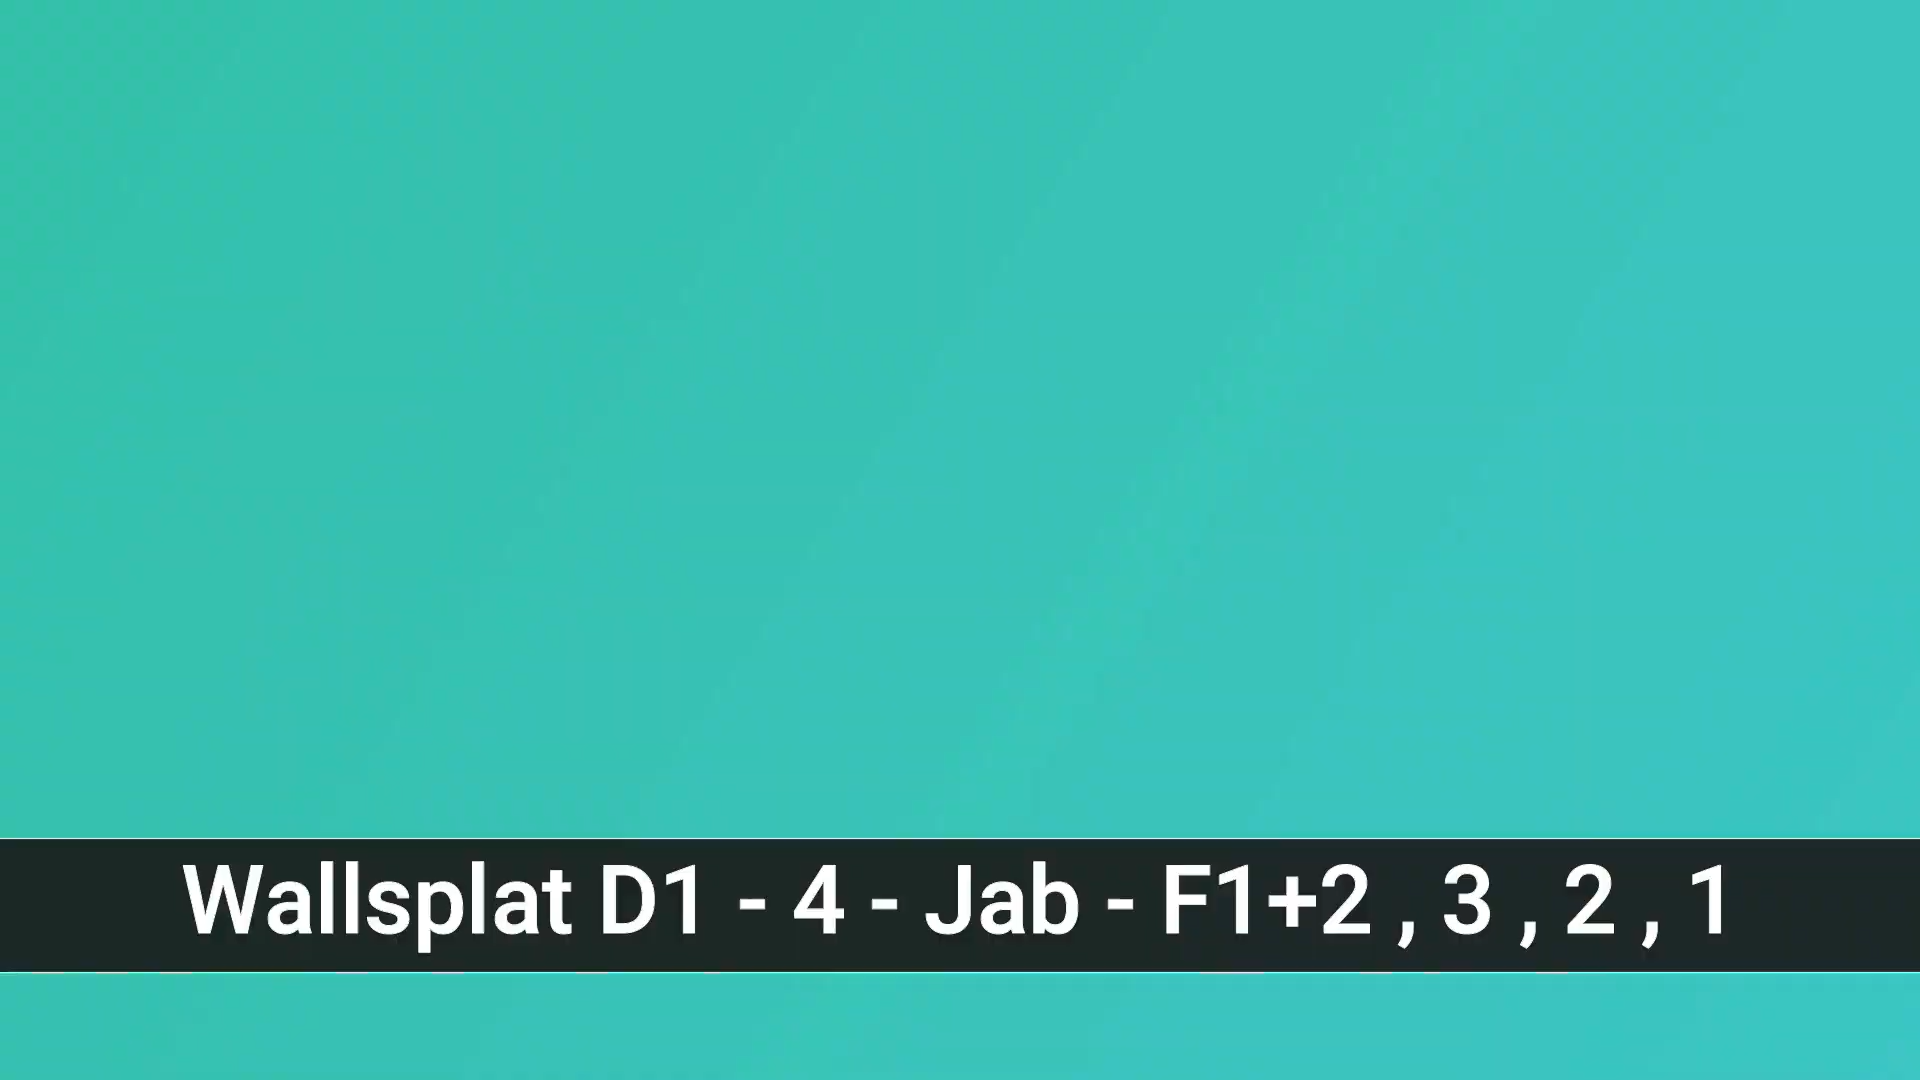 Wallsplat D1 - 4 - Jab - F1+2 , 3 , 2 , 1